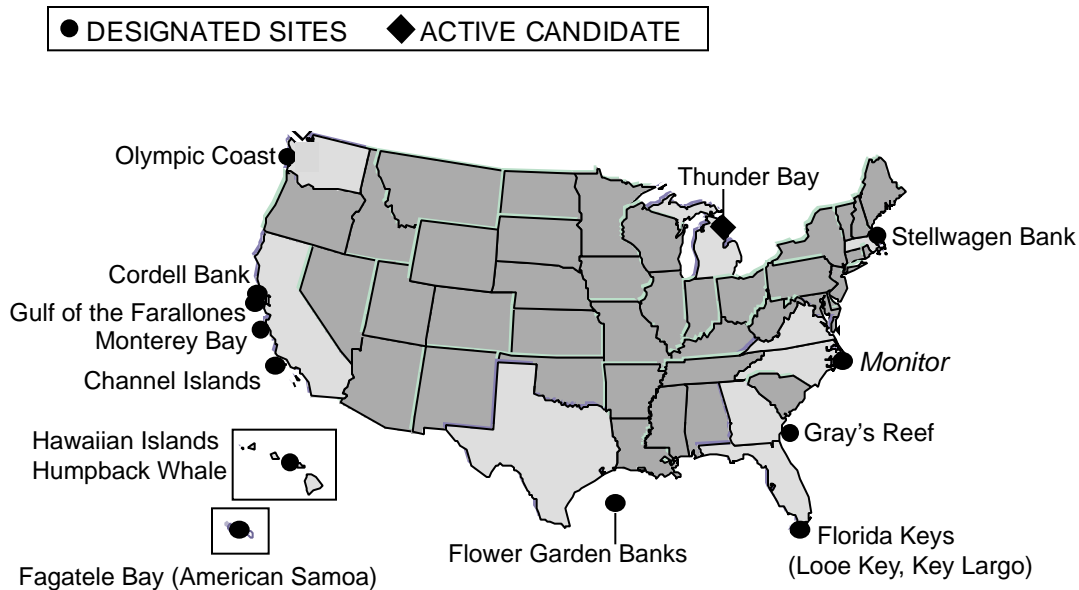 DESIGNATED SITES ACTIVE CANDIDATE
Olympic Coast
Thunder Bay
Stellwagen Bank
Cordell Bank
Gulf of the Farallones
Monterey Bay
Channel Islands
Monitor
Hawaiian Islands
Humpback Whale
Gray's Reef
Flower Garden Banks
Florida Keys
(Looe Key, Key Largo)
Fagatele Bay (American Samoa)